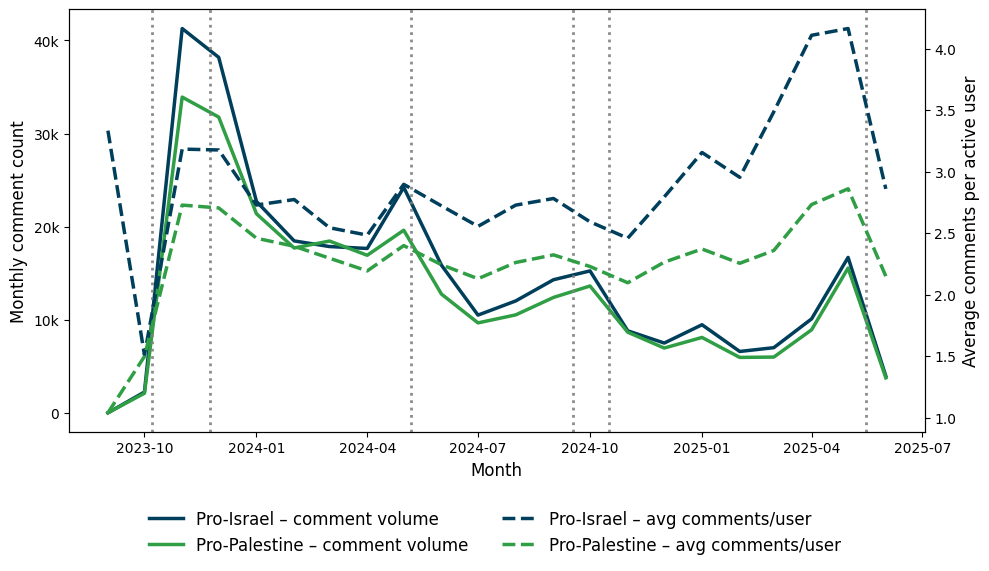 40k
30k
20k
10k
0
Monthly comment count
4.0
3.5
3.0
2.5
2.0
1.5
1.0
Average comments per active user
2023-10 2024-01 2024-04 2024-07 2024-10 2025-01 2025-04 2025-07
Month
Pro-Israel – comment volume
Pro-Palestine – comment volume
Pro-Israel – avg comments/user
Pro-Palestine – avg comments/user